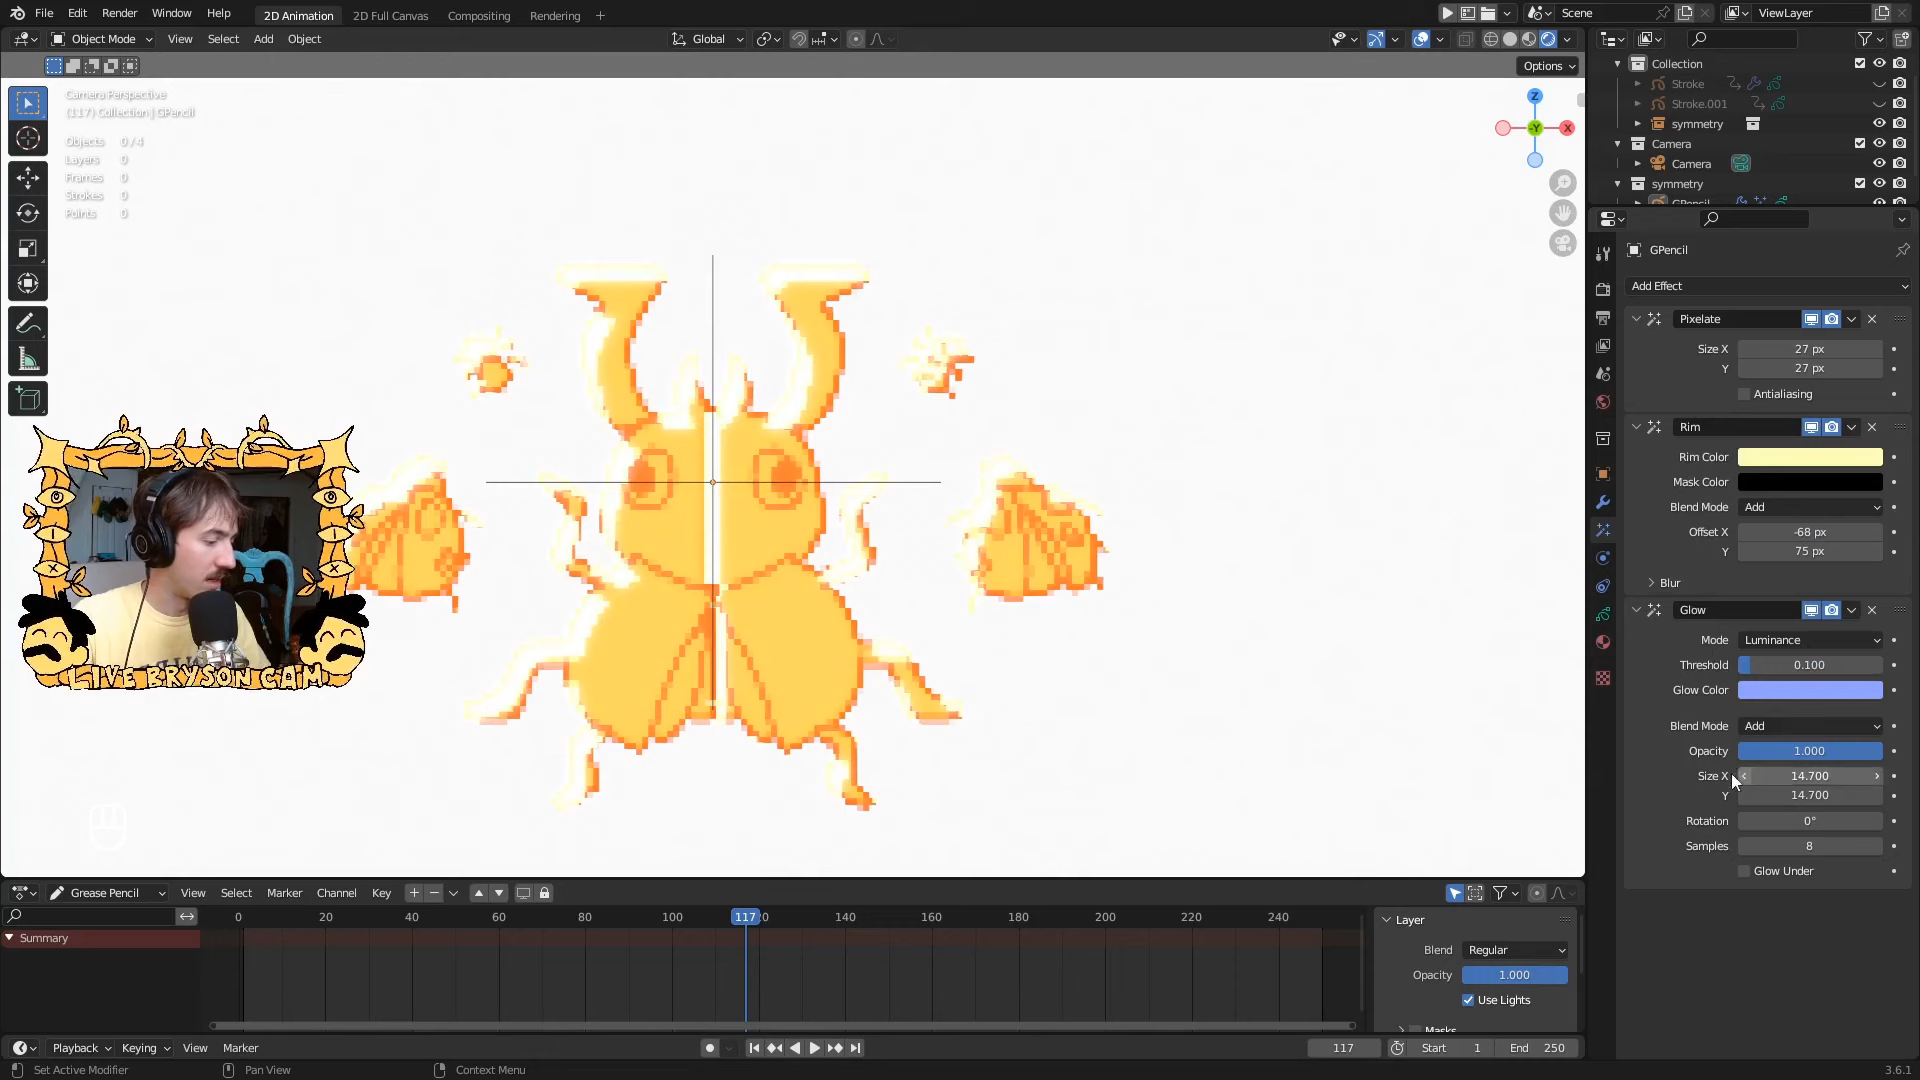 File Edit Render Window Help
2D Animation 2D Full Canvas Compositing Rendering +
Scene
ViewLayer
Object Mode View Select Add Object
Global
Options
Camera Perspective
(117) Collection | GPencil
Objects 0 / 4
Layers 0
Frames 0
Strokes 0
Points 0
Z
-Y
X
LIVE BRYSON CAM
Collection
Stroke
Stroke.001
symmetry
Camera
Camera
symmetry
GPencil
GPencil
Add Effect
Pixelate
Size X 27 px
Y 27 px
Antialiasing
Rim
Rim Color
Mask Color
Blend Mode Add
Offset X -68 px
Y 75 px
Blur
Glow
Mode Luminance
Threshold 0.100
Glow Color
Blend Mode Add
Opacity 1.000
Size X 14.700
Y 14.700
Rotation 0°
Samples 8
Glow Under
Grease Pencil View Select Marker Channel Key
0 20 40 60 80 100 117 140 160 180 200 220 240
Summary
Layer
Blend Regular
Opacity 1.000
Use Lights
Masks
Playback Keying View Marker
117
Start 1
End 250
Set Active Modifier
Pan View
Context Menu
3.6.1